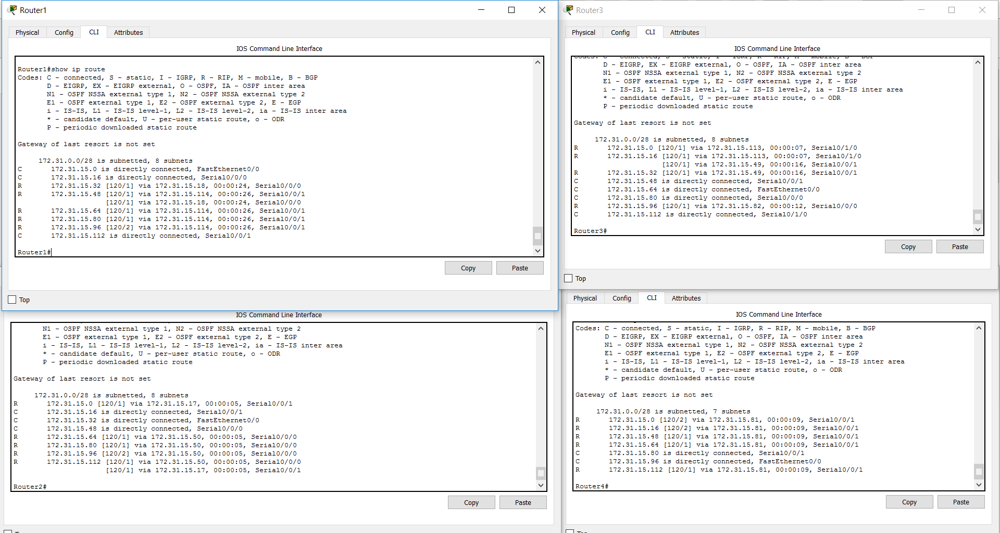 Router1
Physical Config CLI Attributes
IOS Command Line Interface
Router1#show ip route
Codes: C - connected, S - static, I - IGRP, R - RIP, M - mobile, B - BGP
D - EIGRP, EX - EIGRP external, O - OSPF, IA - OSPF inter area
N1 - OSPF NSSA external type 1, N2 - OSPF NSSA external type 2
E1 - OSPF external type 1, E2 - OSPF external type 2, E - EGP
i - IS-IS, L1 - IS-IS level-1, L2 - IS-IS level-2, ia - IS-IS inter area
* - candidate default, U - per-user static route, o - ODR
P - periodic downloaded static route
Gateway of last resort is not set
172.31.0.0/28 is subnetted, 8 subnets
C 172.31.15.0 is directly connected, FastEthernet0/0
C 172.31.15.16 is directly connected, Serial0/0/0
R 172.31.15.32 [120/1] via 172.31.15.18, 00:00:24, Serial0/0/0
R 172.31.15.48 [120/1] via 172.31.15.114, 00:00:26, Serial0/0/1
[120/1] via 172.31.15.18, 00:00:24, Serial0/0/0
R 172.31.15.64 [120/1] via 172.31.15.114, 00:00:26, Serial0/0/1
R 172.31.15.80 [120/1] via 172.31.15.114, 00:00:26, Serial0/0/1
R 172.31.15.96 [120/2] via 172.31.15.114, 00:00:26, Serial0/0/1
C 172.31.15.112 is directly connected, Serial0/0/1
Router1#
Copy Paste
Top
Router3
Physical Config CLI Attributes
IOS Command Line Interface
Codes: C - connected, S - static, I - IGRP, R - RIP, M - mobile, B - BGP
D - EIGRP, EX - EIGRP external, O - OSPF, IA - OSPF inter area
N1 - OSPF NSSA external type 1, N2 - OSPF NSSA external type 2
E1 - OSPF external type 1, E2 - OSPF external type 2, E - EGP
i - IS-IS, L1 - IS-IS level-1, L2 - IS-IS level-2, ia - IS-IS inter area
* - candidate default, U - per-user static route, o - ODR
P - periodic downloaded static route
Gateway of last resort is not set
172.31.0.0/28 is subnetted, 8 subnets
R 172.31.15.0 [120/1] via 172.31.15.113, 00:00:07, Serial0/1/0
R 172.31.15.16 [120/1] via 172.31.15.113, 00:00:07, Serial0/1/0
[120/1] via 172.31.15.49, 00:00:16, Serial0/0/1
R 172.31.15.32 [120/1] via 172.31.15.49, 00:00:16, Serial0/0/1
C 172.31.15.48 is directly connected, Serial0/0/1
C 172.31.15.64 is directly connected, FastEthernet0/0
C 172.31.15.80 is directly connected, Serial0/0/0
R 172.31.15.96 [120/1] via 172.31.15.82, 00:00:12, Serial0/0/0
C 172.31.15.112 is directly connected, Serial0/1/0
Router3#
Copy Paste
Top
IOS Command Line Interface
N1 - OSPF NSSA external type 1, N2 - OSPF NSSA external type 2
E1 - OSPF external type 1, E2 - OSPF external type 2, E - EGP
i - IS-IS, L1 - IS-IS level-1, L2 - IS-IS level-2, ia - IS-IS inter area
* - candidate default, U - per-user static route, o - ODR
P - periodic downloaded static route
Gateway of last resort is not set
172.31.0.0/28 is subnetted, 8 subnets
R 172.31.15.0 [120/1] via 172.31.15.17, 00:00:05, Serial0/0/1
C 172.31.15.16 is directly connected, Serial0/0/1
C 172.31.15.32 is directly connected, FastEthernet0/0
C 172.31.15.48 is directly connected, Serial0/0/0
R 172.31.15.64 [120/1] via 172.31.15.50, 00:00:05, Serial0/0/0
R 172.31.15.80 [120/1] via 172.31.15.50, 00:00:05, Serial0/0/0
R 172.31.15.96 [120/2] via 172.31.15.50, 00:00:05, Serial0/0/0
R 172.31.15.112 [120/1] via 172.31.15.50, 00:00:05, Serial0/0/0
[120/1] via 172.31.15.17, 00:00:05, Serial0/0/1
Router2#
Copy Paste
Physical Config CLI Attributes
IOS Command Line Interface
Codes: C - connected, S - static, I - IGRP, R - RIP, M - mobile, B - BGP
D - EIGRP, EX - EIGRP external, O - OSPF, IA - OSPF inter area
N1 - OSPF NSSA external type 1, N2 - OSPF NSSA external type 2
E1 - OSPF external type 1, E2 - OSPF external type 2, E - EGP
i - IS-IS, L1 - IS-IS level-1, L2 - IS-IS level-2, ia - IS-IS inter area
* - candidate default, U - per-user static route, o - ODR
P - periodic downloaded static route
Gateway of last resort is not set
172.31.0.0/28 is subnetted, 7 subnets
R 172.31.15.0 [120/2] via 172.31.15.81, 00:00:09, Serial0/0/1
R 172.31.15.16 [120/2] via 172.31.15.81, 00:00:09, Serial0/0/1
R 172.31.15.48 [120/1] via 172.31.15.81, 00:00:09, Serial0/0/1
R 172.31.15.64 [120/1] via 172.31.15.81, 00:00:09, Serial0/0/1
C 172.31.15.80 is directly connected, Serial0/0/1
C 172.31.15.96 is directly connected, FastEthernet0/0
R 172.31.15.112 [120/1] via 172.31.15.81, 00:00:09, Serial0/0/1
Router4#
Copy Paste